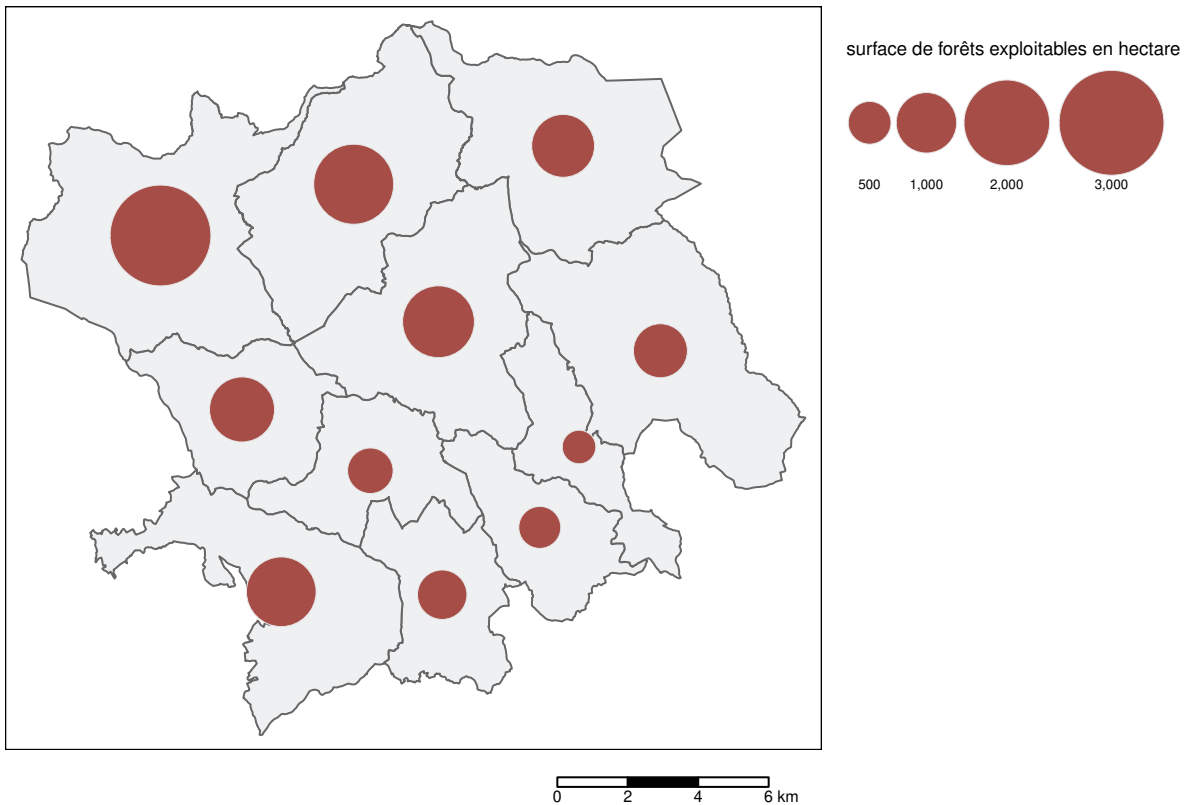 surface de forêts exploitables en hectare
500 1,000 2,000 3,000
0 2 4 6 km